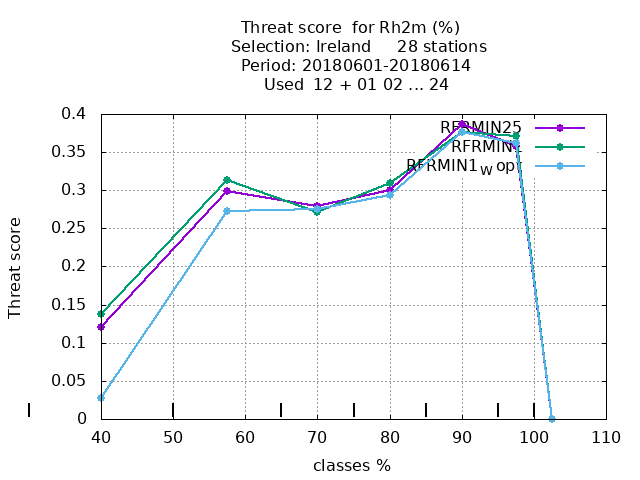 Threat score for Rh2m (%)
Selection: Ireland 28 stations
Period: 20180601-20180614
Used 12 + 01 02 ... 24
0.4
0.35
0.3
0.25
0.2
0.15
0.1
0.05
0
Threat score
RFRMIN25
RFRMIN1
RFRMIN1W opt
40 50 60 70 80 90 100 110
classes %